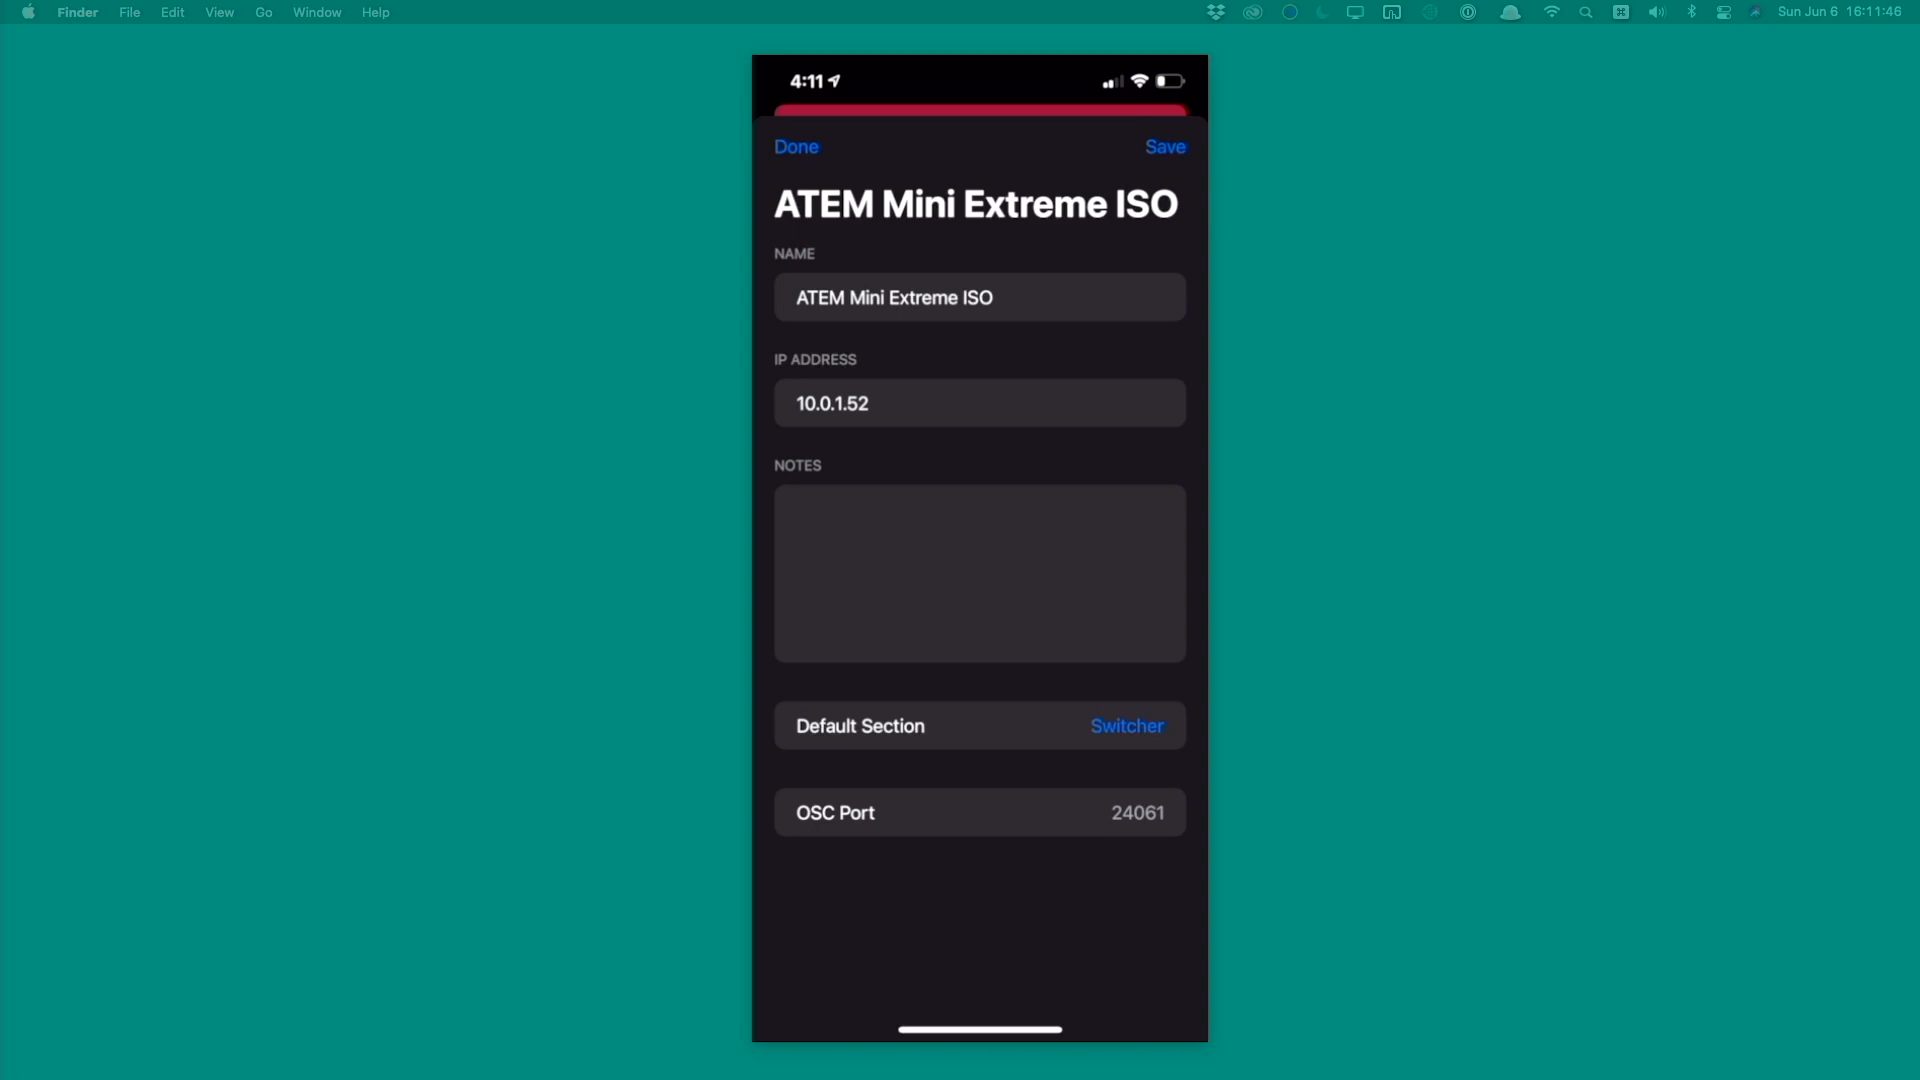 Finder File Edit View Go Window Help Sun Jun 6 16:11:46
4:11
Done Save
ATEM Mini Extreme ISO
NAME
ATEM Mini Extreme ISO
IP ADDRESS
10.0.1.52
NOTES
Default Section Switcher
OSC Port 24061